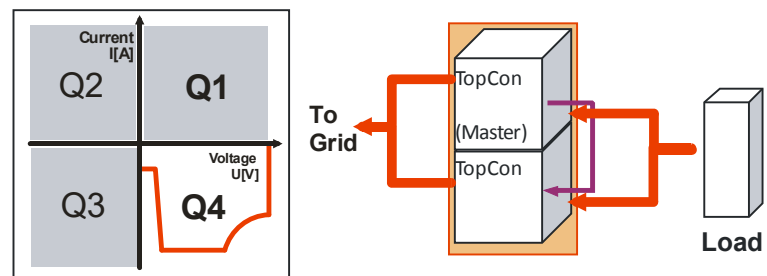 Current
I[A]
Q2
Q1
Voltage
U[V]
Q3
Q4
To
Grid
TopCon
(Master)
TopCon
Load